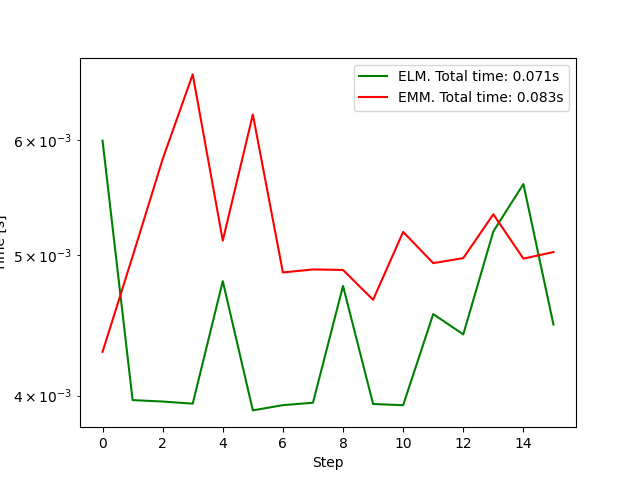 ELM. Total time: 0.071s
EMM. Total time: 0.083s
6 × 10⁻³
5 × 10⁻³
4 × 10⁻³
Time [s]
0 2 4 6 8 10 12 14
Step